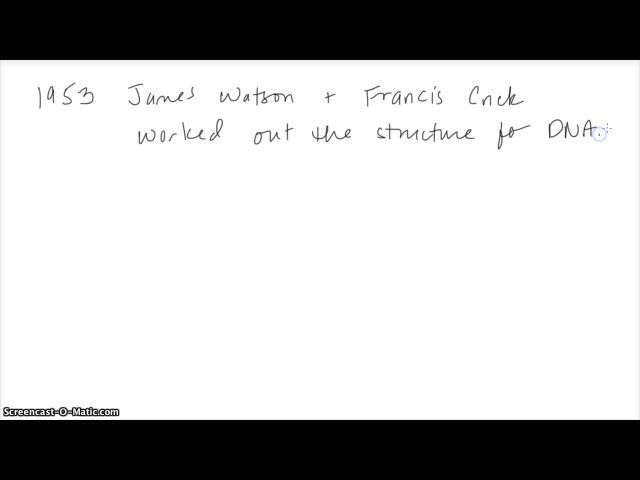 1953 James Watson + Francis Crick
worked out the structure for DNA.
Screencast-O-Matic.com